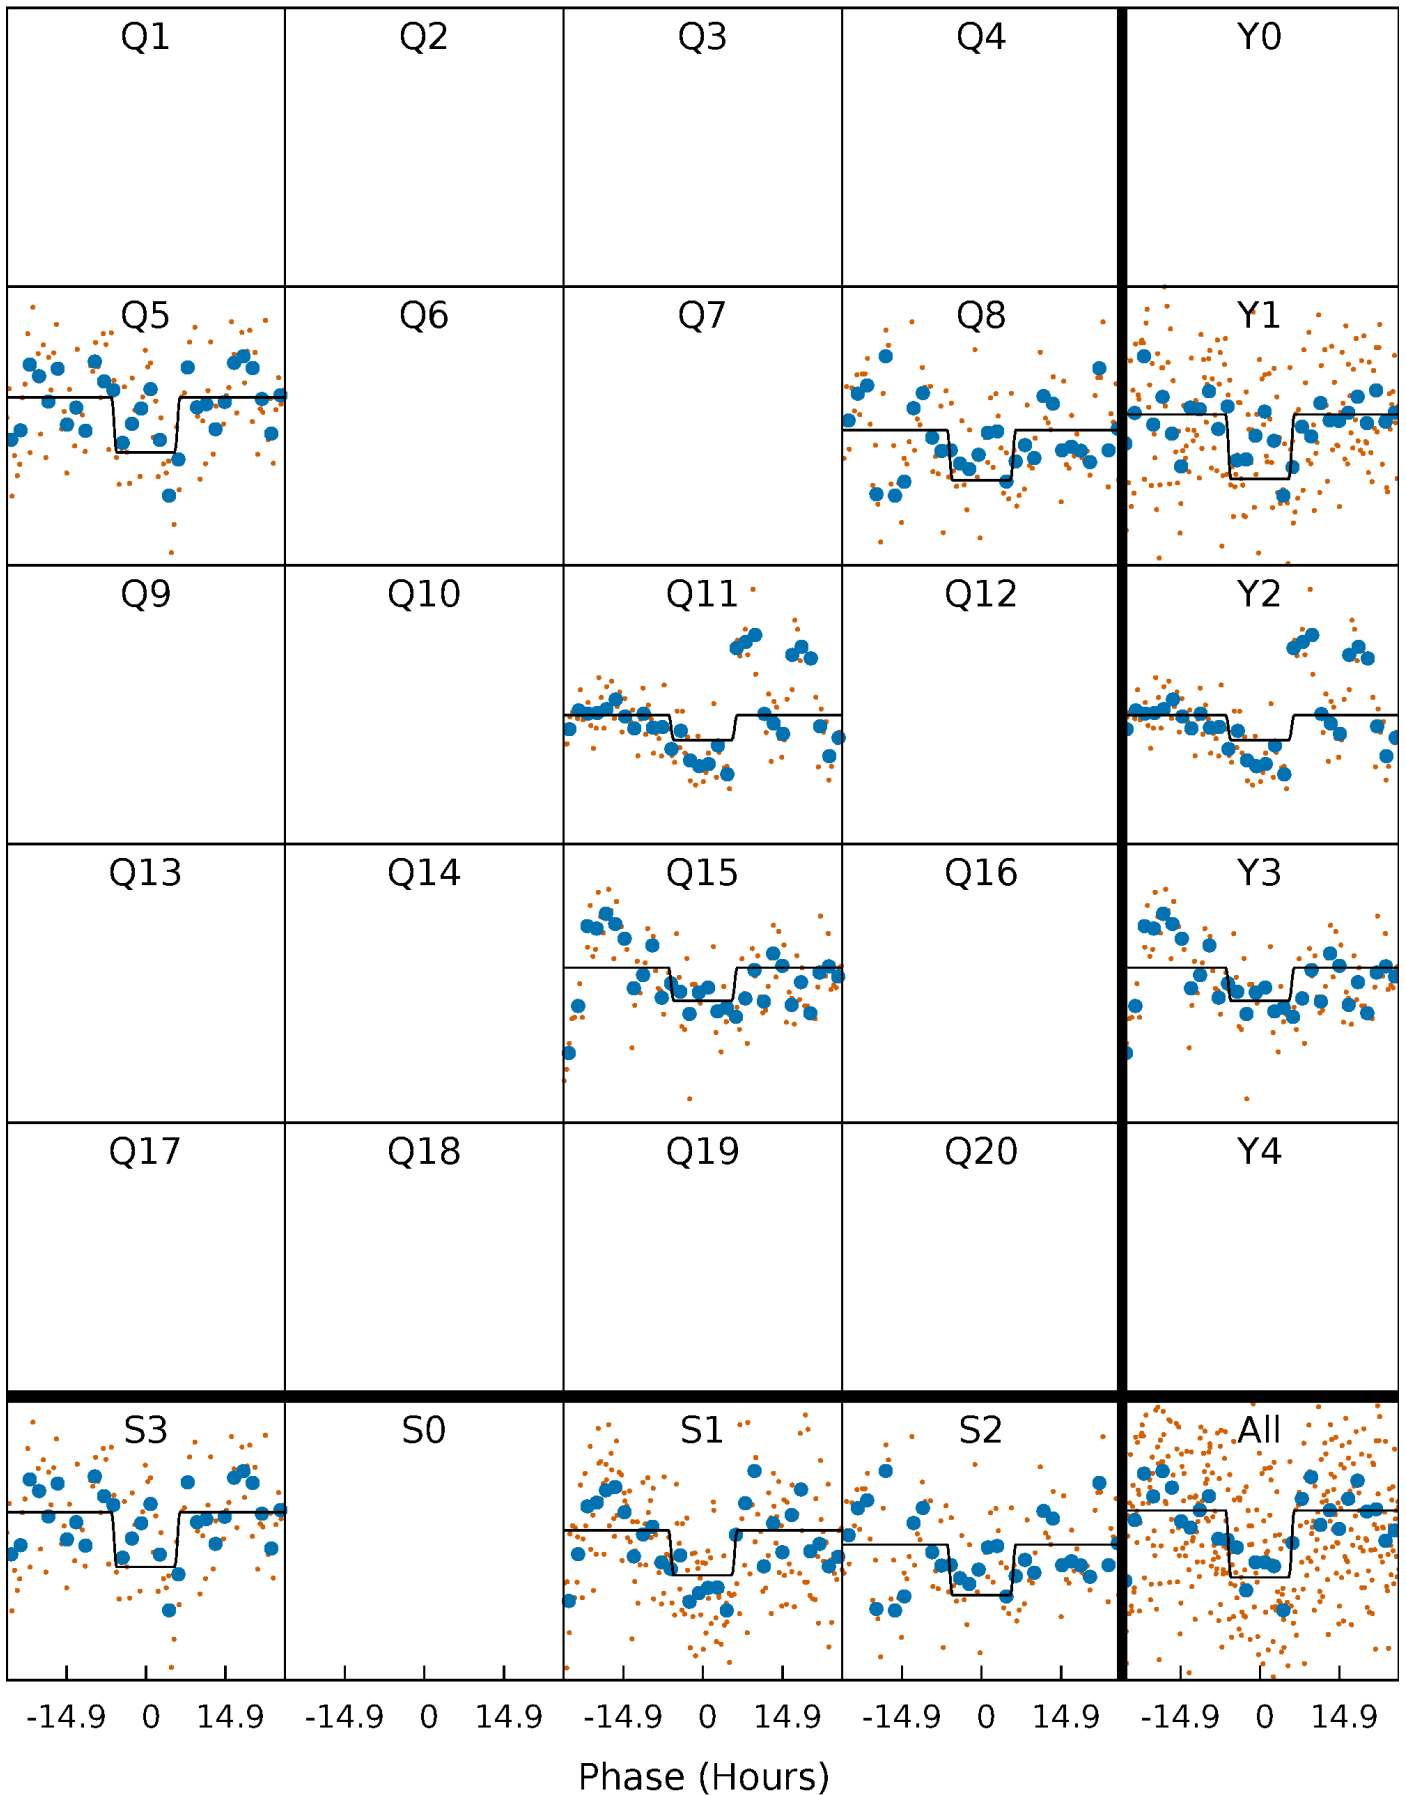 Q1 Q2 Q3 Q4 Y0
Q5 Q6 Q7 Q8 Y1
Q9 Q10 Q11 Q12 Y2
Q13 Q14 Q15 Q16 Y3
Q17 Q18 Q19 Q20 Y4
S3 S0 S1 S2 All
-14.9 0 14.9 -14.9 0 14.9 -14.9 0 14.9 -14.9 0 14.9 -14.9 0 14.9
Phase (Hours)